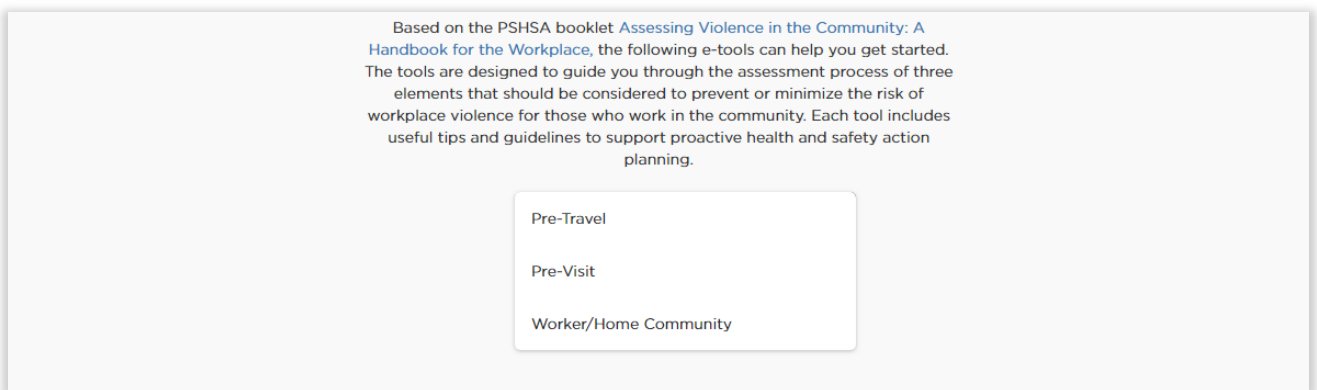 Based on the PSHSA booklet Assessing Violence in the Community: A
Handbook for the Workplace, the following e-tools can help you get started.
The tools are designed to guide you through the assessment process of three
elements that should be considered to prevent or minimize the risk of
workplace violence for those who work in the community. Each tool includes
useful tips and guidelines to support proactive health and safety action
planning.
Pre-Travel
Pre-Visit
Worker/Home Community